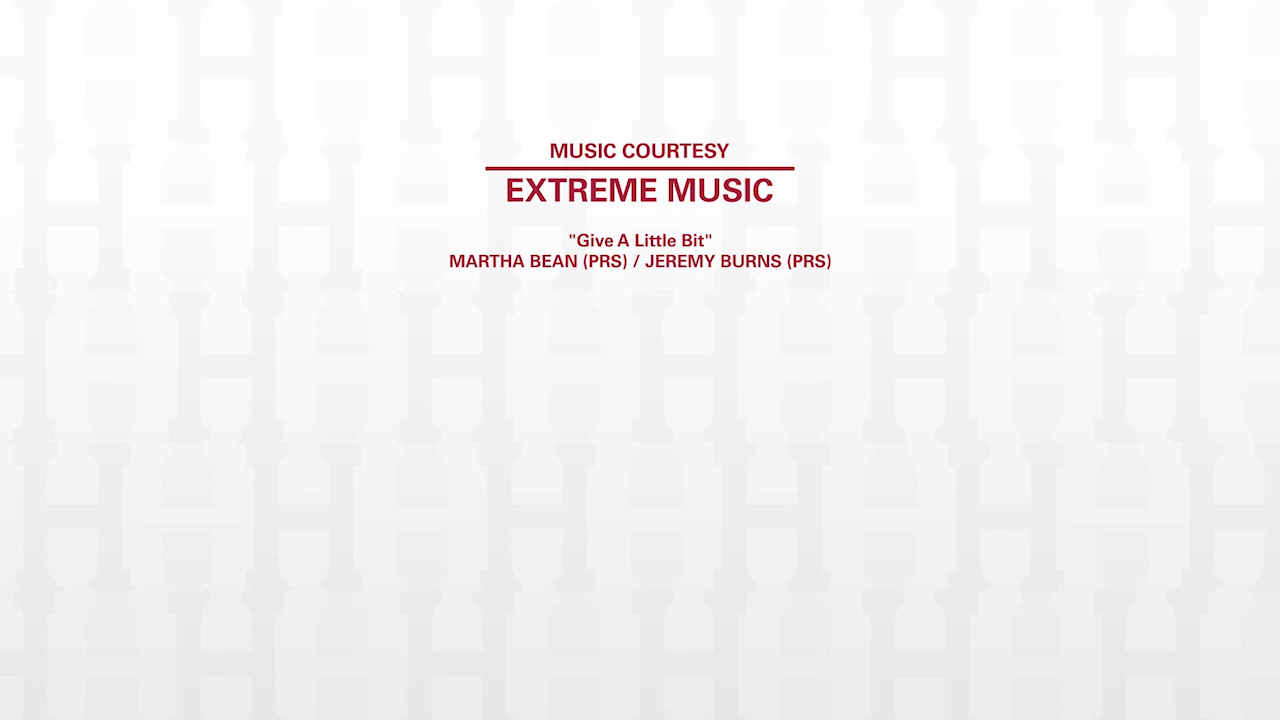 MUSIC COURTESY
EXTREME MUSIC
"Give A Little Bit"
MARTHA BEAN (PRS) / JEREMY BURNS (PRS)